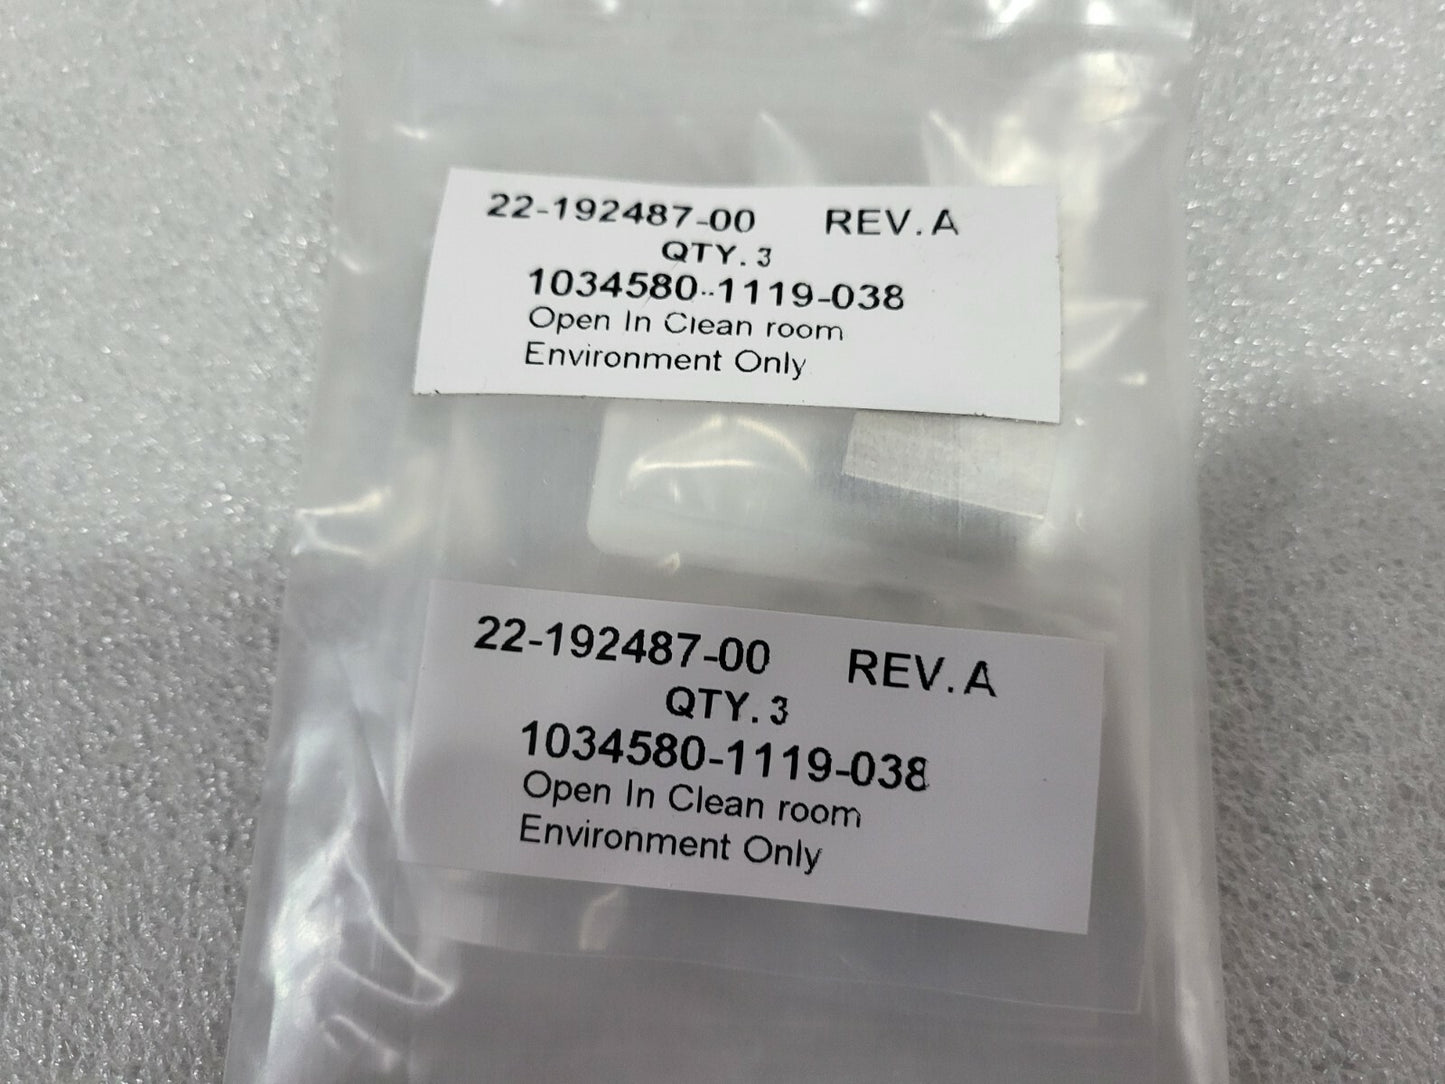 22-192487-00 REV. A
QTY. 3
1034580-1119-038
Open In Clean room
Environment Only
22-192487-00 REV. A
QTY. 3
1034580-1119-038
Open In Clean room
Environment Only